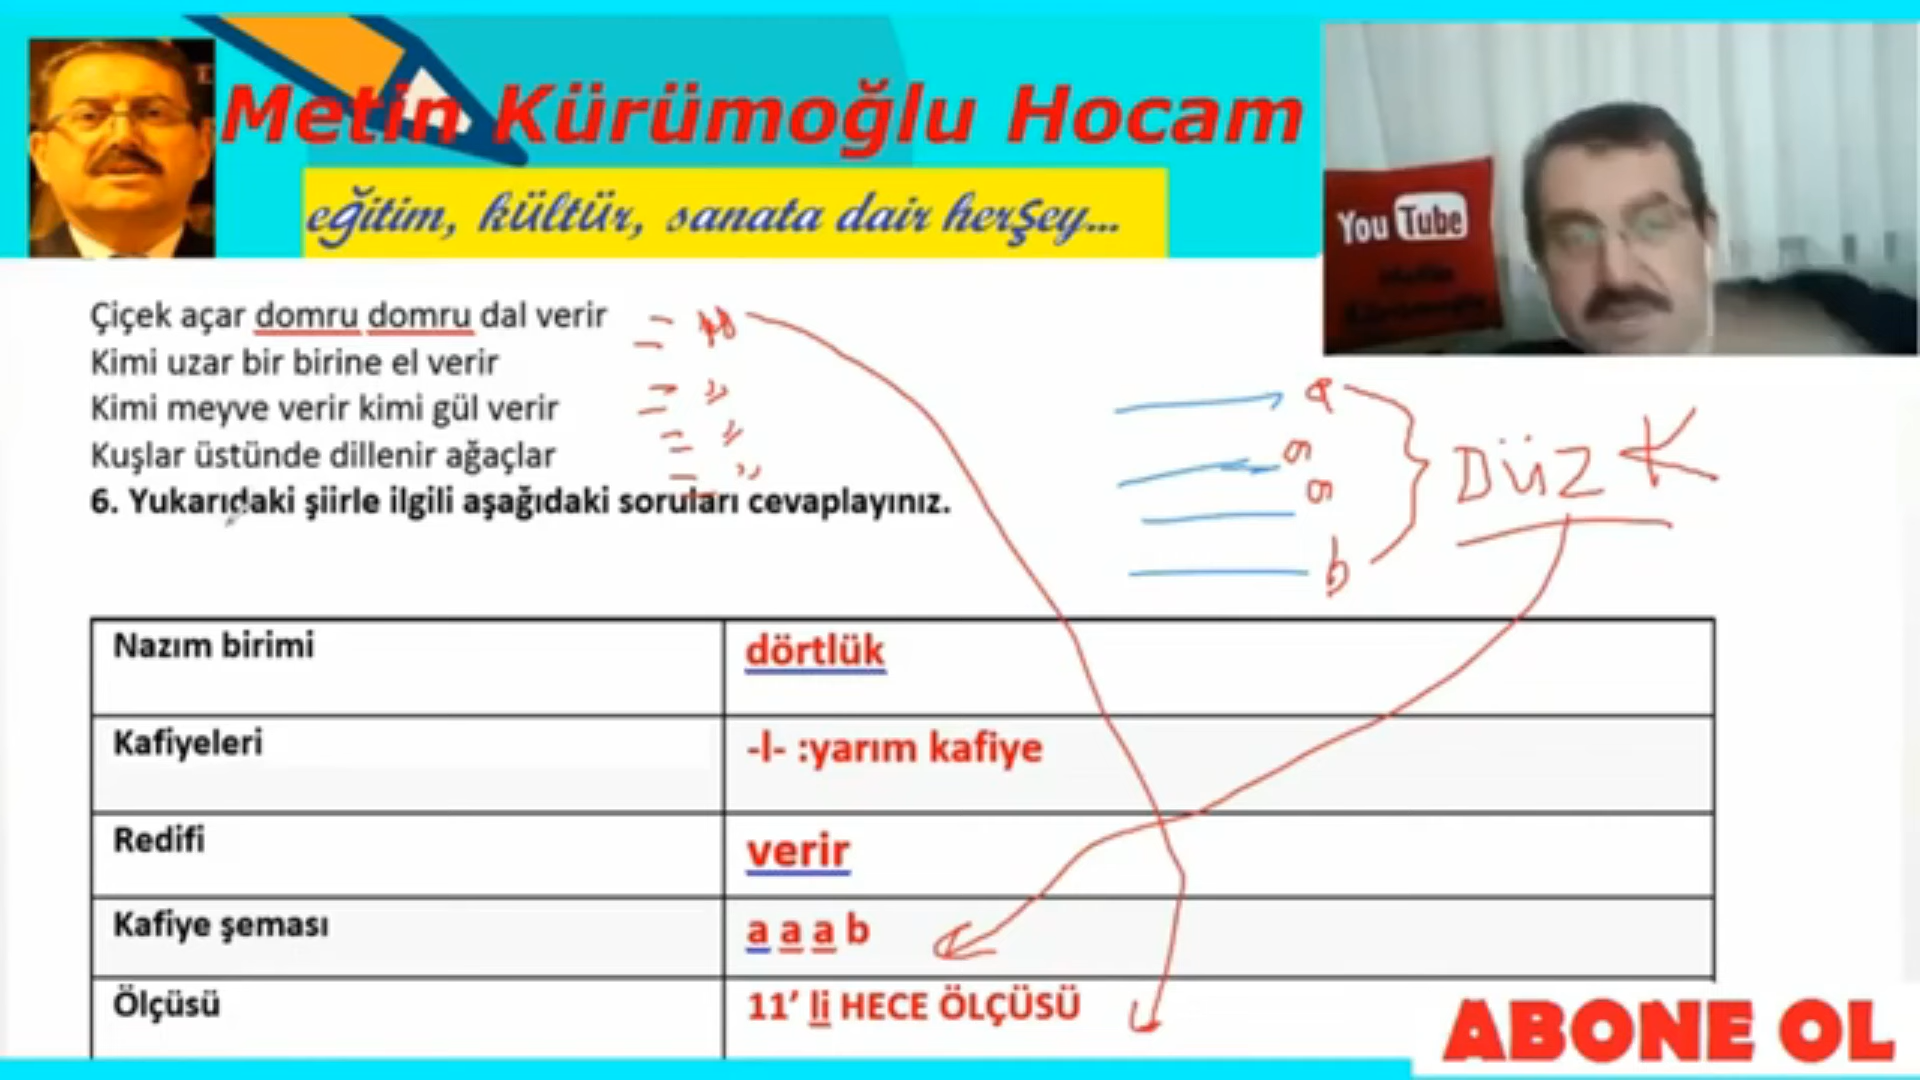 Metin Kürümoğlu Hocam
eğitim, kültür, sanata dair herşey...
You Tube
Çiçek açar domru domru dal verir
Kimi uzar bir birine el verir
Kimi meyve verir kimi gül verir
Kuşlar üstünde dillenir ağaçlar
6. Yukarıdaki şiirle ilgili aşağıdaki soruları cevaplayınız.
a
a
a
b
DÜZ K
Nazım birimi dörtlük
Kafiyeleri -l- :yarım kafiye
Redifi verir
Kafiye şeması a a a b
Ölçüsü 11’ li HECE ÖLÇÜSÜ
ABONE OL